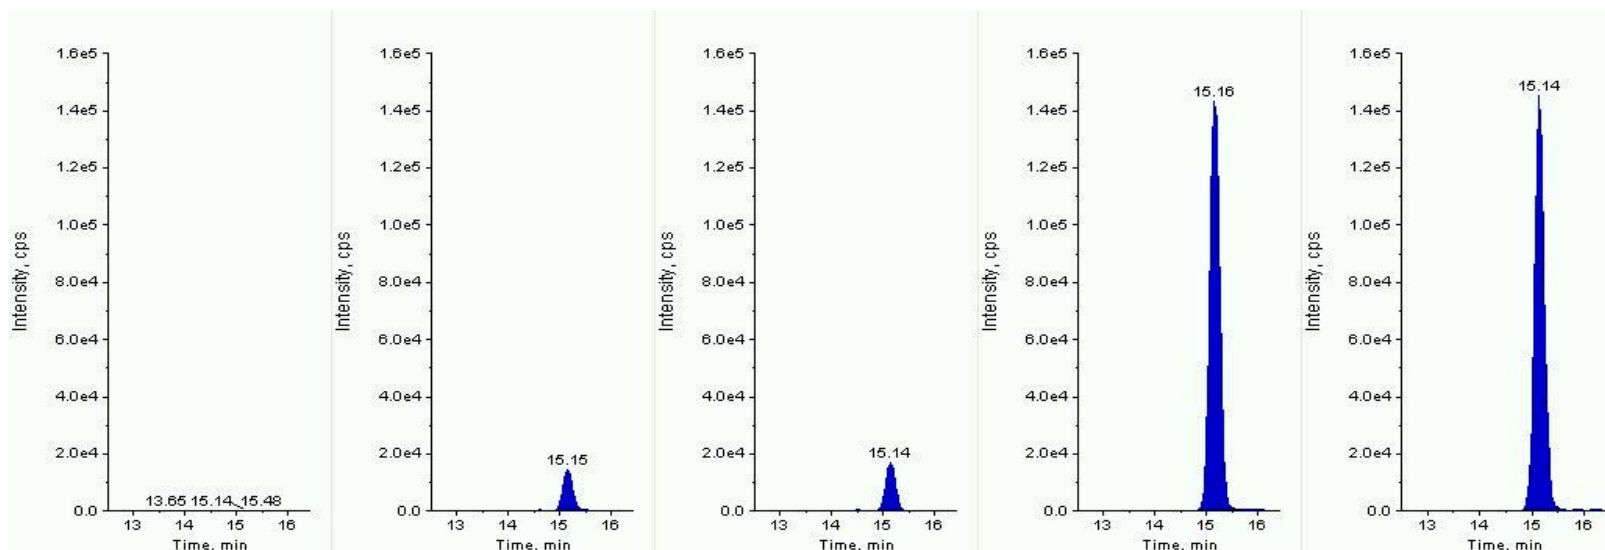 1.6e5
1.4e5
1.2e5
1.0e5
8.0e4
6.0e4
4.0e4
2.0e4
0.0
Intensity, cps
13.65 15.14 15.48
13 14 15 16
Time, min
1.6e5
1.4e5
1.2e5
1.0e5
8.0e4
6.0e4
4.0e4
2.0e4
0.0
Intensity, cps
15.15
13 14 15 16
Time, min
1.6e5
1.4e5
1.2e5
1.0e5
8.0e4
6.0e4
4.0e4
2.0e4
0.0
Intensity, cps
15.14
13 14 15 16
Time, min
1.6e5
1.4e5
1.2e5
1.0e5
8.0e4
6.0e4
4.0e4
2.0e4
0.0
Intensity, cps
15.16
13 14 15 16
Time, min
1.6e5
1.4e5
1.2e5
1.0e5
8.0e4
6.0e4
4.0e4
2.0e4
0.0
Intensity, cps
15.14
13 14 15 16
Time, min